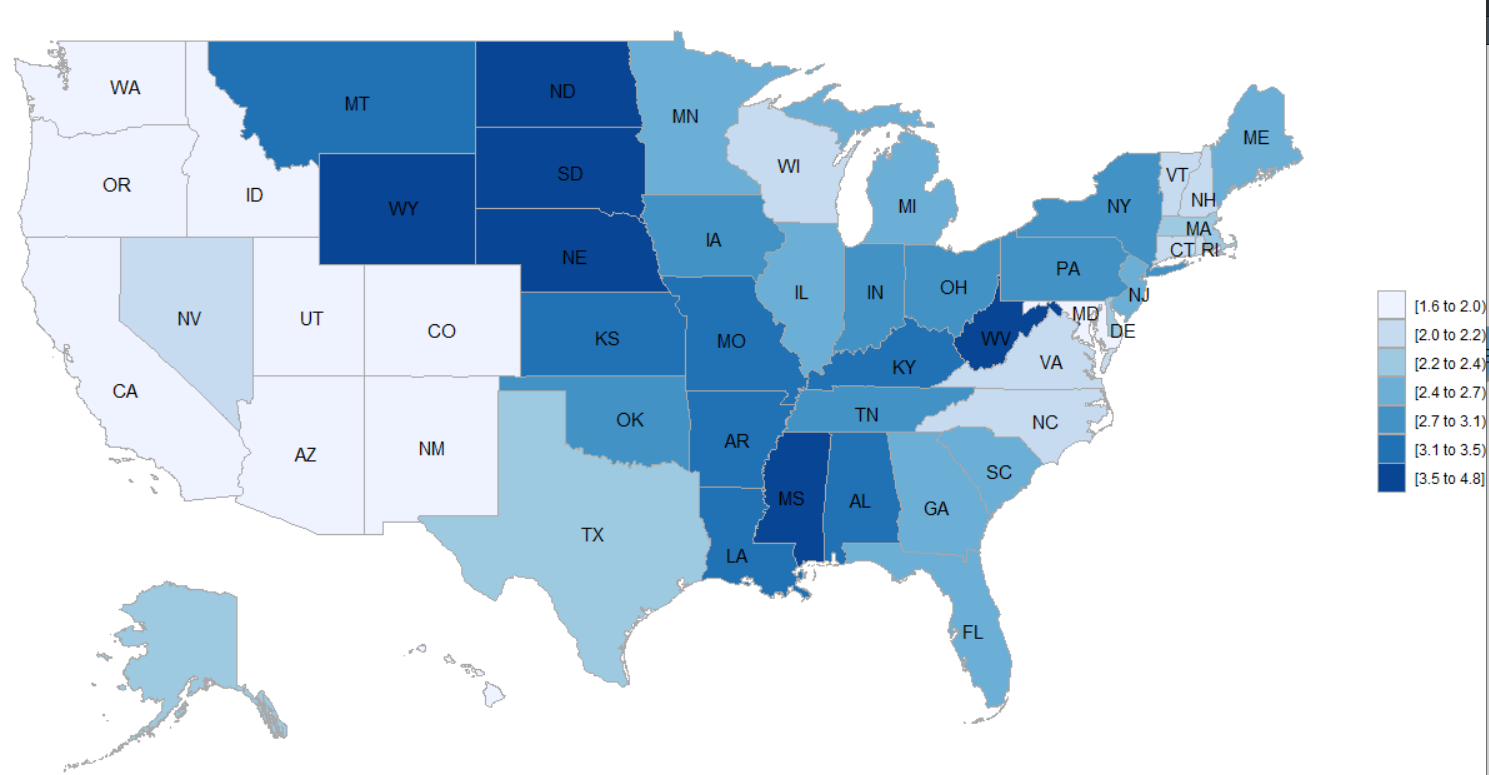 WA
MT
ND
MN
ME
OR
ID
WY
SD
WI
MI
NY
VT
NH
MA
CT
RI
NV
UT
CO
NE
IA
IL
IN
OH
PA
NJ
MD
DE
CA
AZ
NM
KS
MO
KY
WV
VA
OK
AR
TN
NC
TX
LA
MS
AL
GA
SC
FL
[1.6 to 2.0)
[2.0 to 2.2)
[2.2 to 2.4)
[2.4 to 2.7)
[2.7 to 3.1)
[3.1 to 3.5)
[3.5 to 4.8]